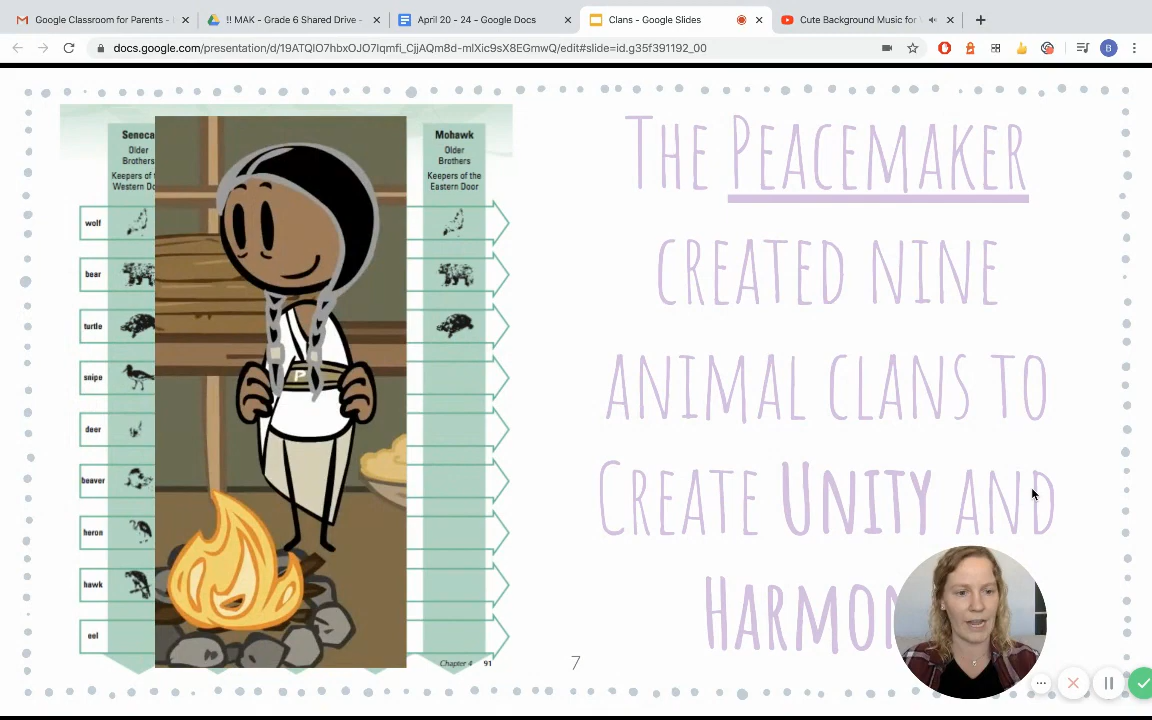 Google Classroom for Parents -
!! MAK - Grade 6 Shared Drive -
April 20 - 24 - Google Docs
Clans - Google Slides
Cute Background Music for
docs.google.com/presentation/d/19ATQlO7hbxOJO7Iqmfi_CjjAQm8d-mlXic9sX8EGmwQ/edit#slide=id.g35f391192_00
B
Seneca
Older
Brothers
Keepers of
Western
Mohawk
Older
Brothers
Keepers of the
Eastern Door
wolf
bear
turtle
snipe
deer
beaver
heron
hawk
eel
P
Chapter 4 91
The Peacemaker
created nine
animal clans to
Create Unity and
7